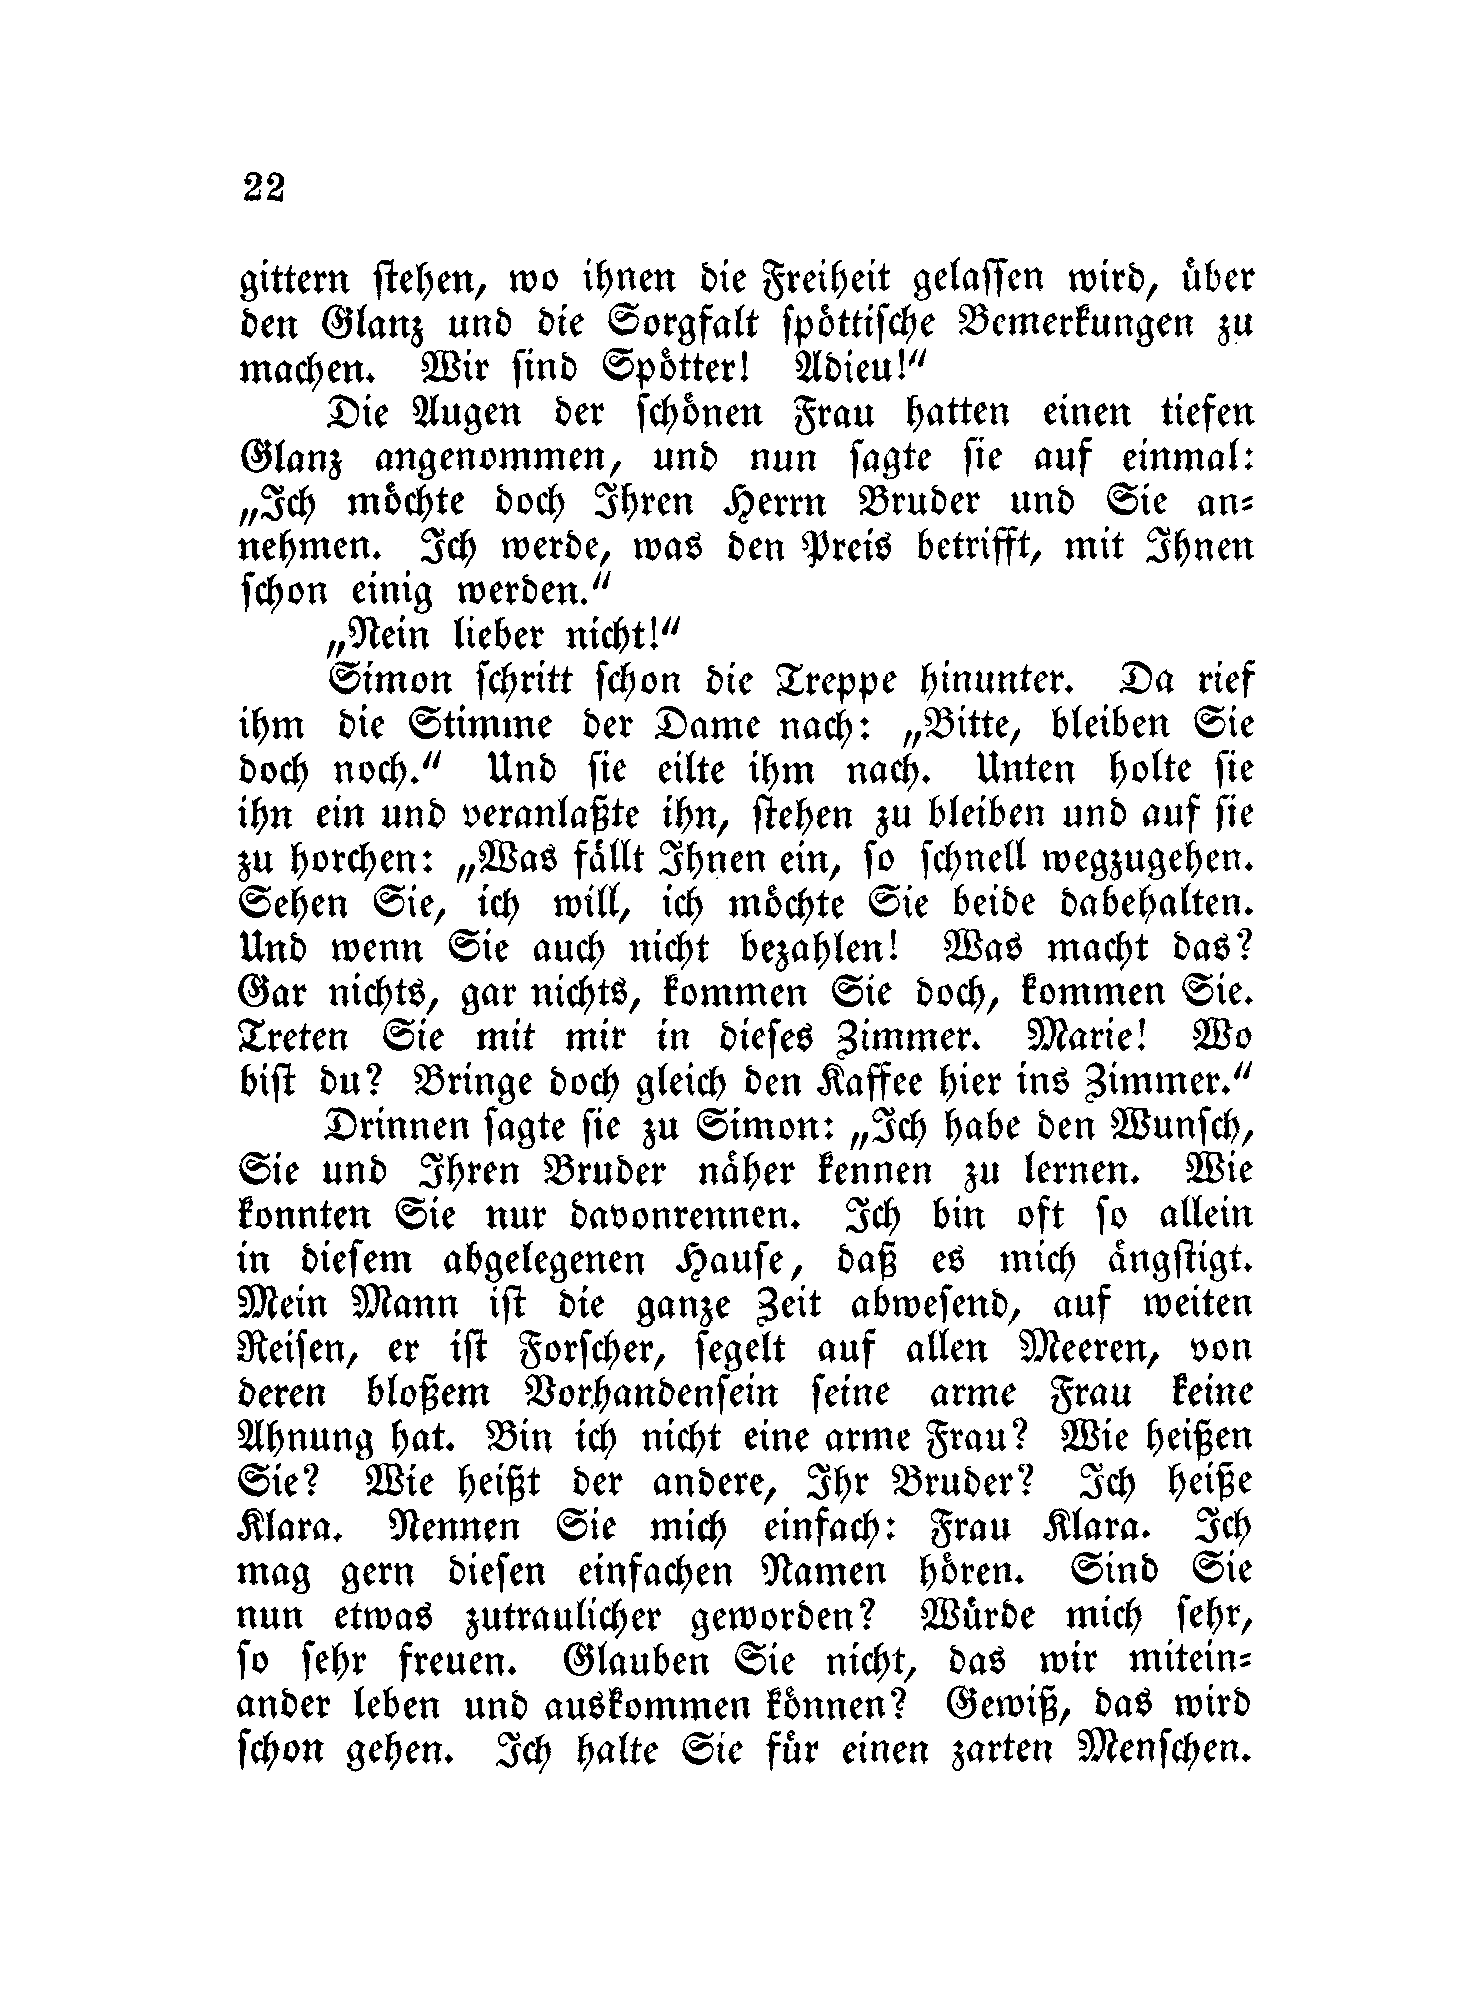 22
gittern stehen, wo ihnen die Freiheit gelassen wird, über
den Glanz und die Sorgfalt spöttische Bemerkungen zu
machen. Wir sind Spötter! Adieu!“
Die Augen der schönen Frau hatten einen tiefen
Glanz angenommen, und nun sagte sie auf einmal:
„Ich möchte doch Ihren Herrn Bruder und Sie an-
nehmen. Ich werde, was den Preis betrifft, mit Ihnen
schon einig werden.“
„Nein lieber nicht!“
Simon schritt schon die Treppe hinunter. Da rief
ihm die Stimme der Dame nach: „Bitte, bleiben Sie
doch noch.“ Und sie eilte ihm nach. Unten holte sie
ihn ein und veranlaßte ihn, stehen zu bleiben und auf sie
zu horchen: „Was fällt Ihnen ein, so schnell wegzugehen.
Sehen Sie, ich will, ich möchte Sie beide dabehalten.
Und wenn Sie auch nicht bezahlen! Was macht das?
Gar nichts, gar nichts, kommen Sie doch, kommen Sie.
Treten Sie mit mir in dieses Zimmer. Marie! Wo
bist du? Bringe doch gleich den Kaffee hier ins Zimmer.“
Drinnen sagte sie zu Simon: „Ich habe den Wunsch,
Sie und Ihren Bruder näher kennen zu lernen. Wie
konnten Sie nur davonrennen. Ich bin oft so allein
in diesem abgelegenen Hause, daß es mich ängstigt.
Mein Mann ist die ganze Zeit abwesend, auf weiten
Reisen, er ist Forscher, segelt auf allen Meeren, von
deren bloßem Vorhandensein seine arme Frau keine
Ahnung hat. Bin ich nicht eine arme Frau? Wie heißen
Sie? Wie heißt der andere, Ihr Bruder? Ich heiße
Klara. Nennen Sie mich einfach: Frau Klara. Ich
mag gern diesen einfachen Namen hören. Sind Sie
nun etwas zutraulicher geworden? Würde mich sehr,
so sehr freuen. Glauben Sie nicht, das wir mitein-
ander leben und auskommen können? Gewiß, das wird
schon gehen. Ich halte Sie für einen zarten Menschen.